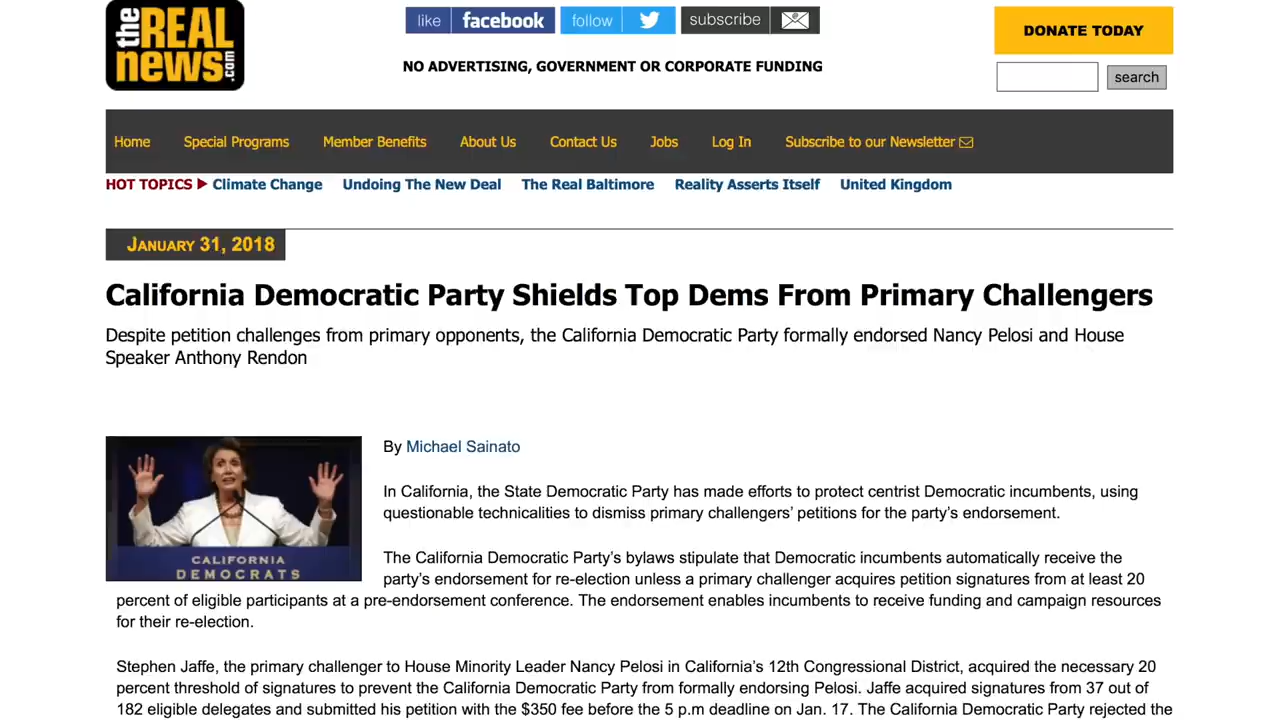 the REAL news.com
like facebook follow subscribe
DONATE TODAY
NO ADVERTISING, GOVERNMENT OR CORPORATE FUNDING
search
Home Special Programs Member Benefits About Us Contact Us Jobs Log In Subscribe to our Newsletter
HOT TOPICS Climate Change Undoing The New Deal The Real Baltimore Reality Asserts Itself United Kingdom
JANUARY 31, 2018
California Democratic Party Shields Top Dems From Primary Challengers
Despite petition challenges from primary opponents, the California Democratic Party formally endorsed Nancy Pelosi and House
Speaker Anthony Rendon
By Michael Sainato
In California, the State Democratic Party has made efforts to protect centrist Democratic incumbents, using
questionable technicalities to dismiss primary challengers' petitions for the party's endorsement.
CALIFORNIA
DEMOCRATS
The California Democratic Party's bylaws stipulate that Democratic incumbents automatically receive the
party's endorsement for re-election unless a primary challenger acquires petition signatures from at least 20
percent of eligible participants at a pre-endorsement conference. The endorsement enables incumbents to receive funding and campaign resources
for their re-election.
Stephen Jaffe, the primary challenger to House Minority Leader Nancy Pelosi in California's 12th Congressional District, acquired the necessary 20
percent threshold of signatures to prevent the California Democratic Party from formally endorsing Pelosi. Jaffe acquired signatures from 37 out of
182 eligible delegates and submitted his petition with the $350 fee before the 5 p.m deadline on Jan. 17. The California Democratic Party rejected the